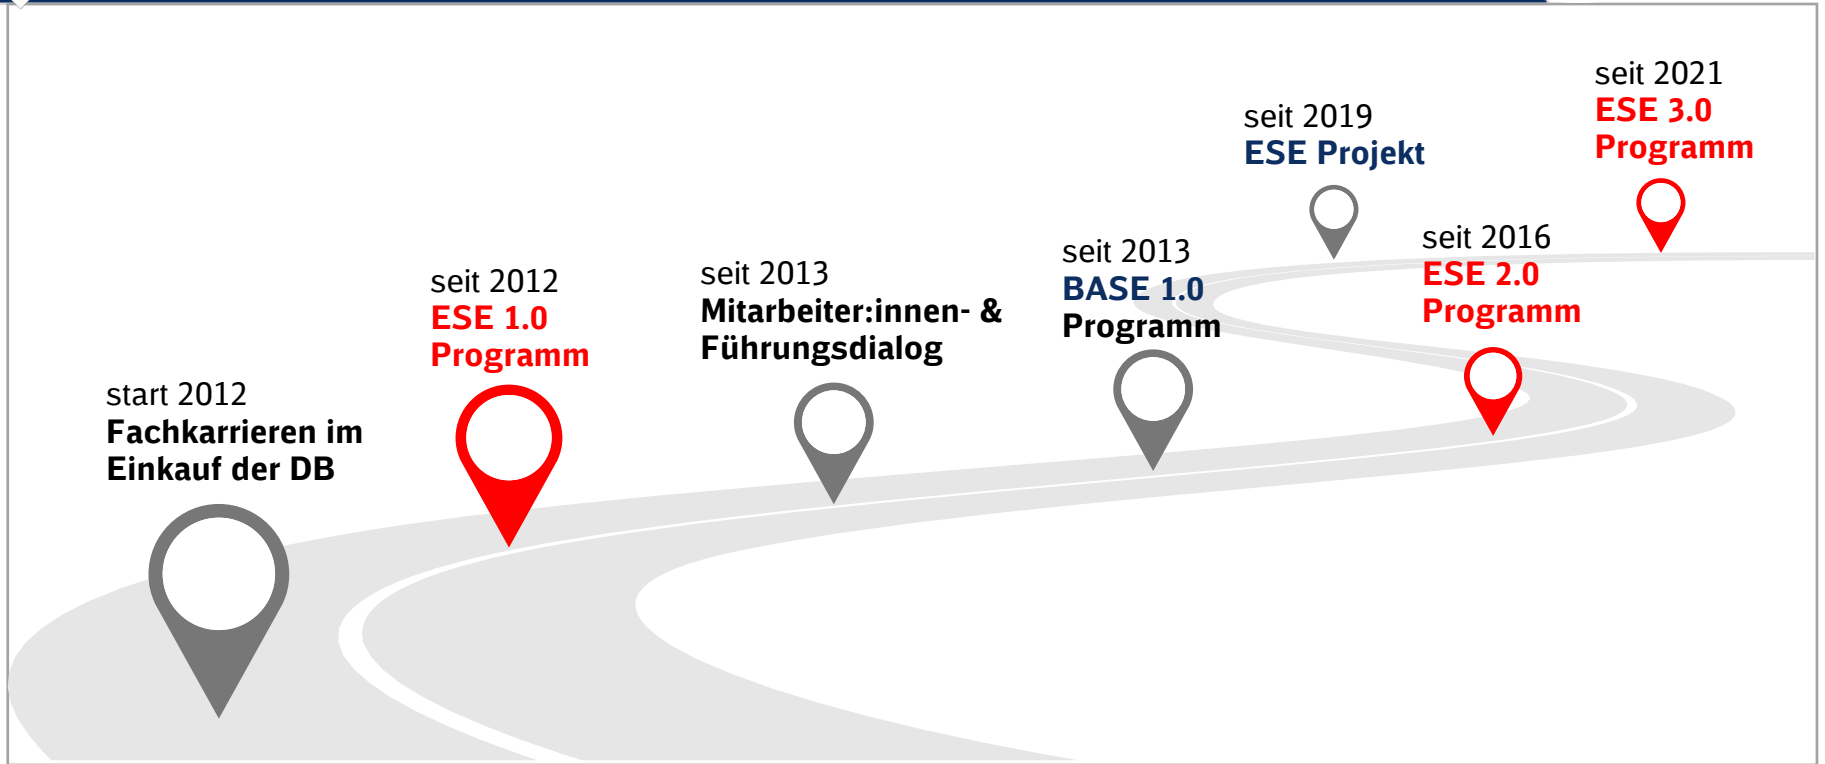 start 2012
Fachkarrieren im
Einkauf der DB
seit 2012
ESE 1.0
Programm
seit 2013
Mitarbeiter:innen- &
Führungsdialog
seit 2013
BASE 1.0
Programm
seit 2016
ESE 2.0
Programm
seit 2019
ESE Projekt
seit 2021
ESE 3.0
Programm